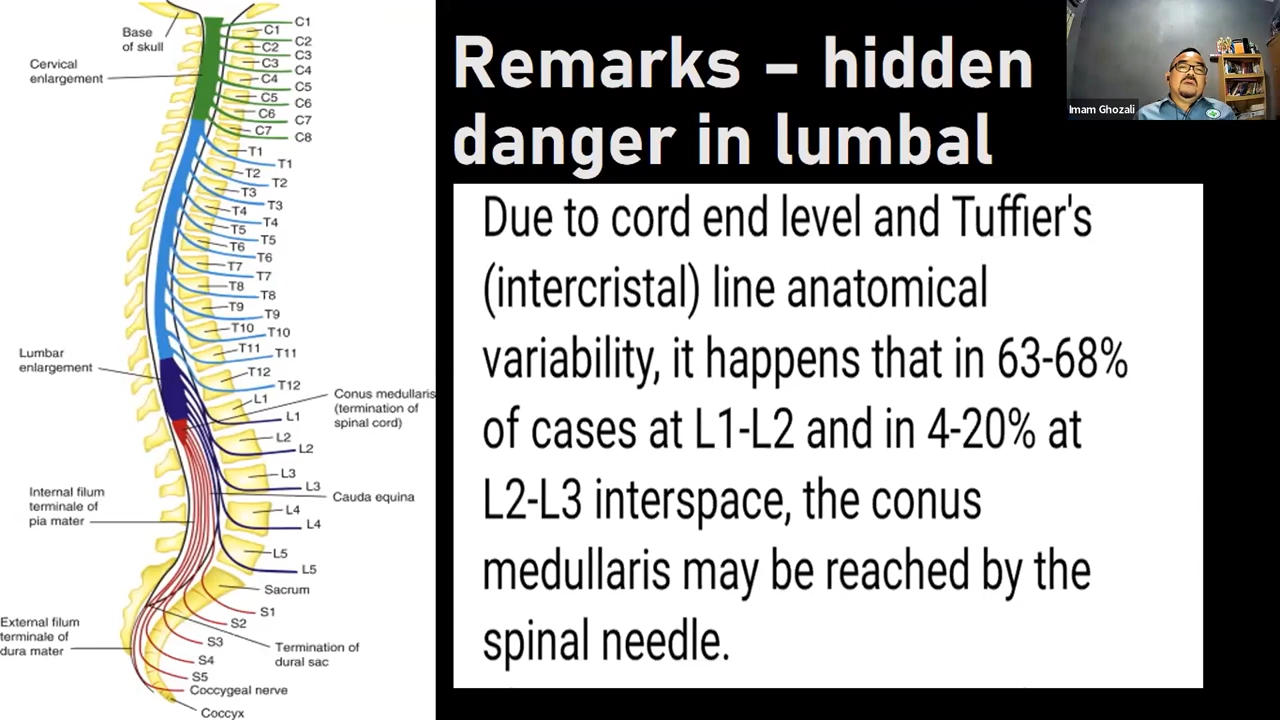 Remarks – hidden
danger in lumbal
Due to cord end level and Tuffier's
(intercristal) line anatomical
variability, it happens that in 63-68%
of cases at L1-L2 and in 4-20% at
L2-L3 interspace, the conus
medullaris may be reached by the
spinal needle.
Imam Ghozali
Base
of skull
Cervical
enlargement
Lumbar
enlargement
Internal filum
terminale of
pia mater
External filum
terminale of
dura mater
C1
C1
C2
C2
C3
C3
C4
C4
C5
C5
C6
C6
C7
C7
C8
T1
T1
T2
T2
T3
T3
T4
T4
T5
T5
T6
T6
T7
T7
T8
T8
T9
T9
T10
T10
T11
T11
T12
T12
L1
L1
L2
L2
L3
L3
L4
L4
L5
L5
Conus medullaris
(termination of
spinal cord)
Cauda equina
Sacrum
S1
S2
S3
S4
S5
Termination of
dural sac
Coccygeal nerve
Coccyx